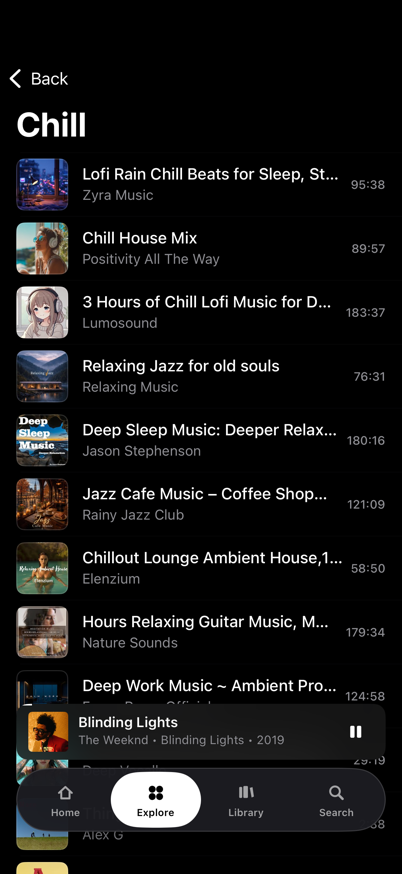 Back
Chill
Lofi Rain Chill Beats for Sleep, St...
Zyra Music
95:38
Chill House Mix
Positivity All The Way
89:57
3 Hours of Chill Lofi Music for D...
Lumosound
183:37
Relaxing Jazz for old souls
Relaxing Music
76:31
Deep Sleep Music
Deep Sleep Music: Deeper Relax...
Jason Stephenson
180:16
Jazz Cafe Music – Coffee Shop...
Rainy Jazz Club
121:09
Chillout Lounge Ambient House,1...
Elenzium
58:50
Hours Relaxing Guitar Music, M...
Nature Sounds
179:34
Deep Work Music ~ Ambient Pro...
124:58
Blinding Lights
The Weeknd • Blinding Lights • 2019
29:19
Home
Explore
Library
Search
Alex G